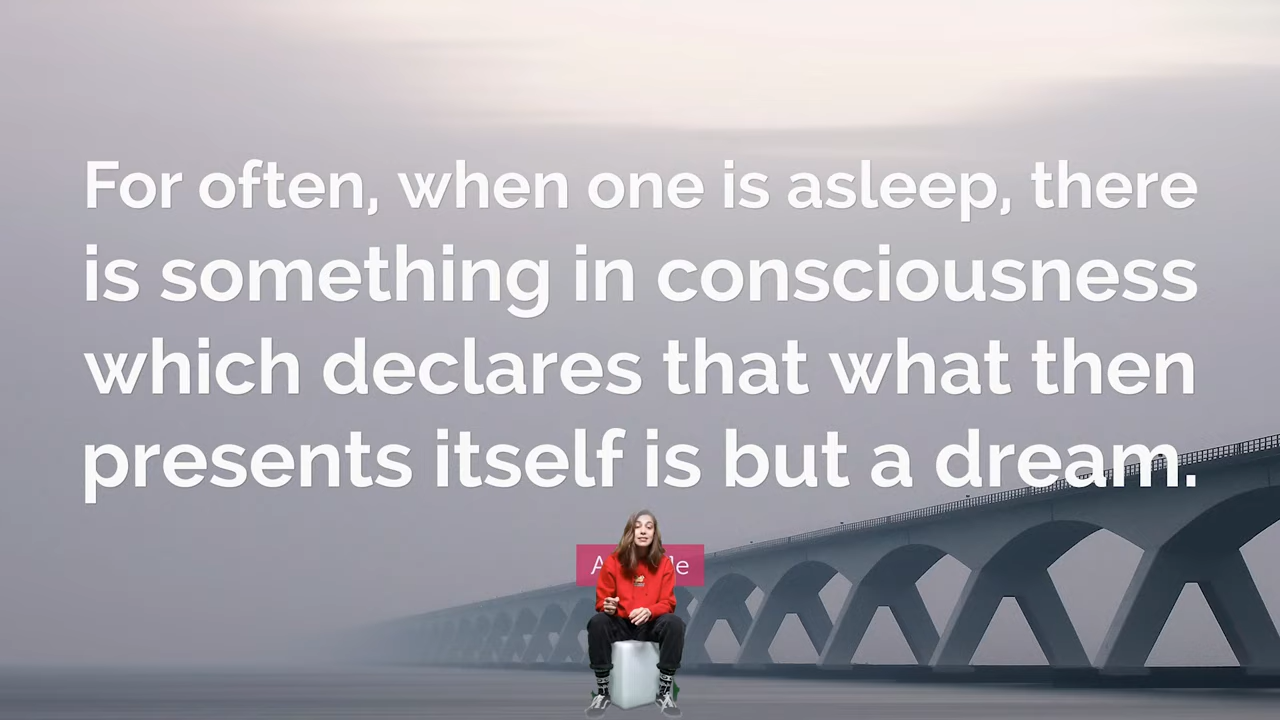 For often, when one is asleep, there
is something in consciousness
which declares that what then
presents itself is but a dream.